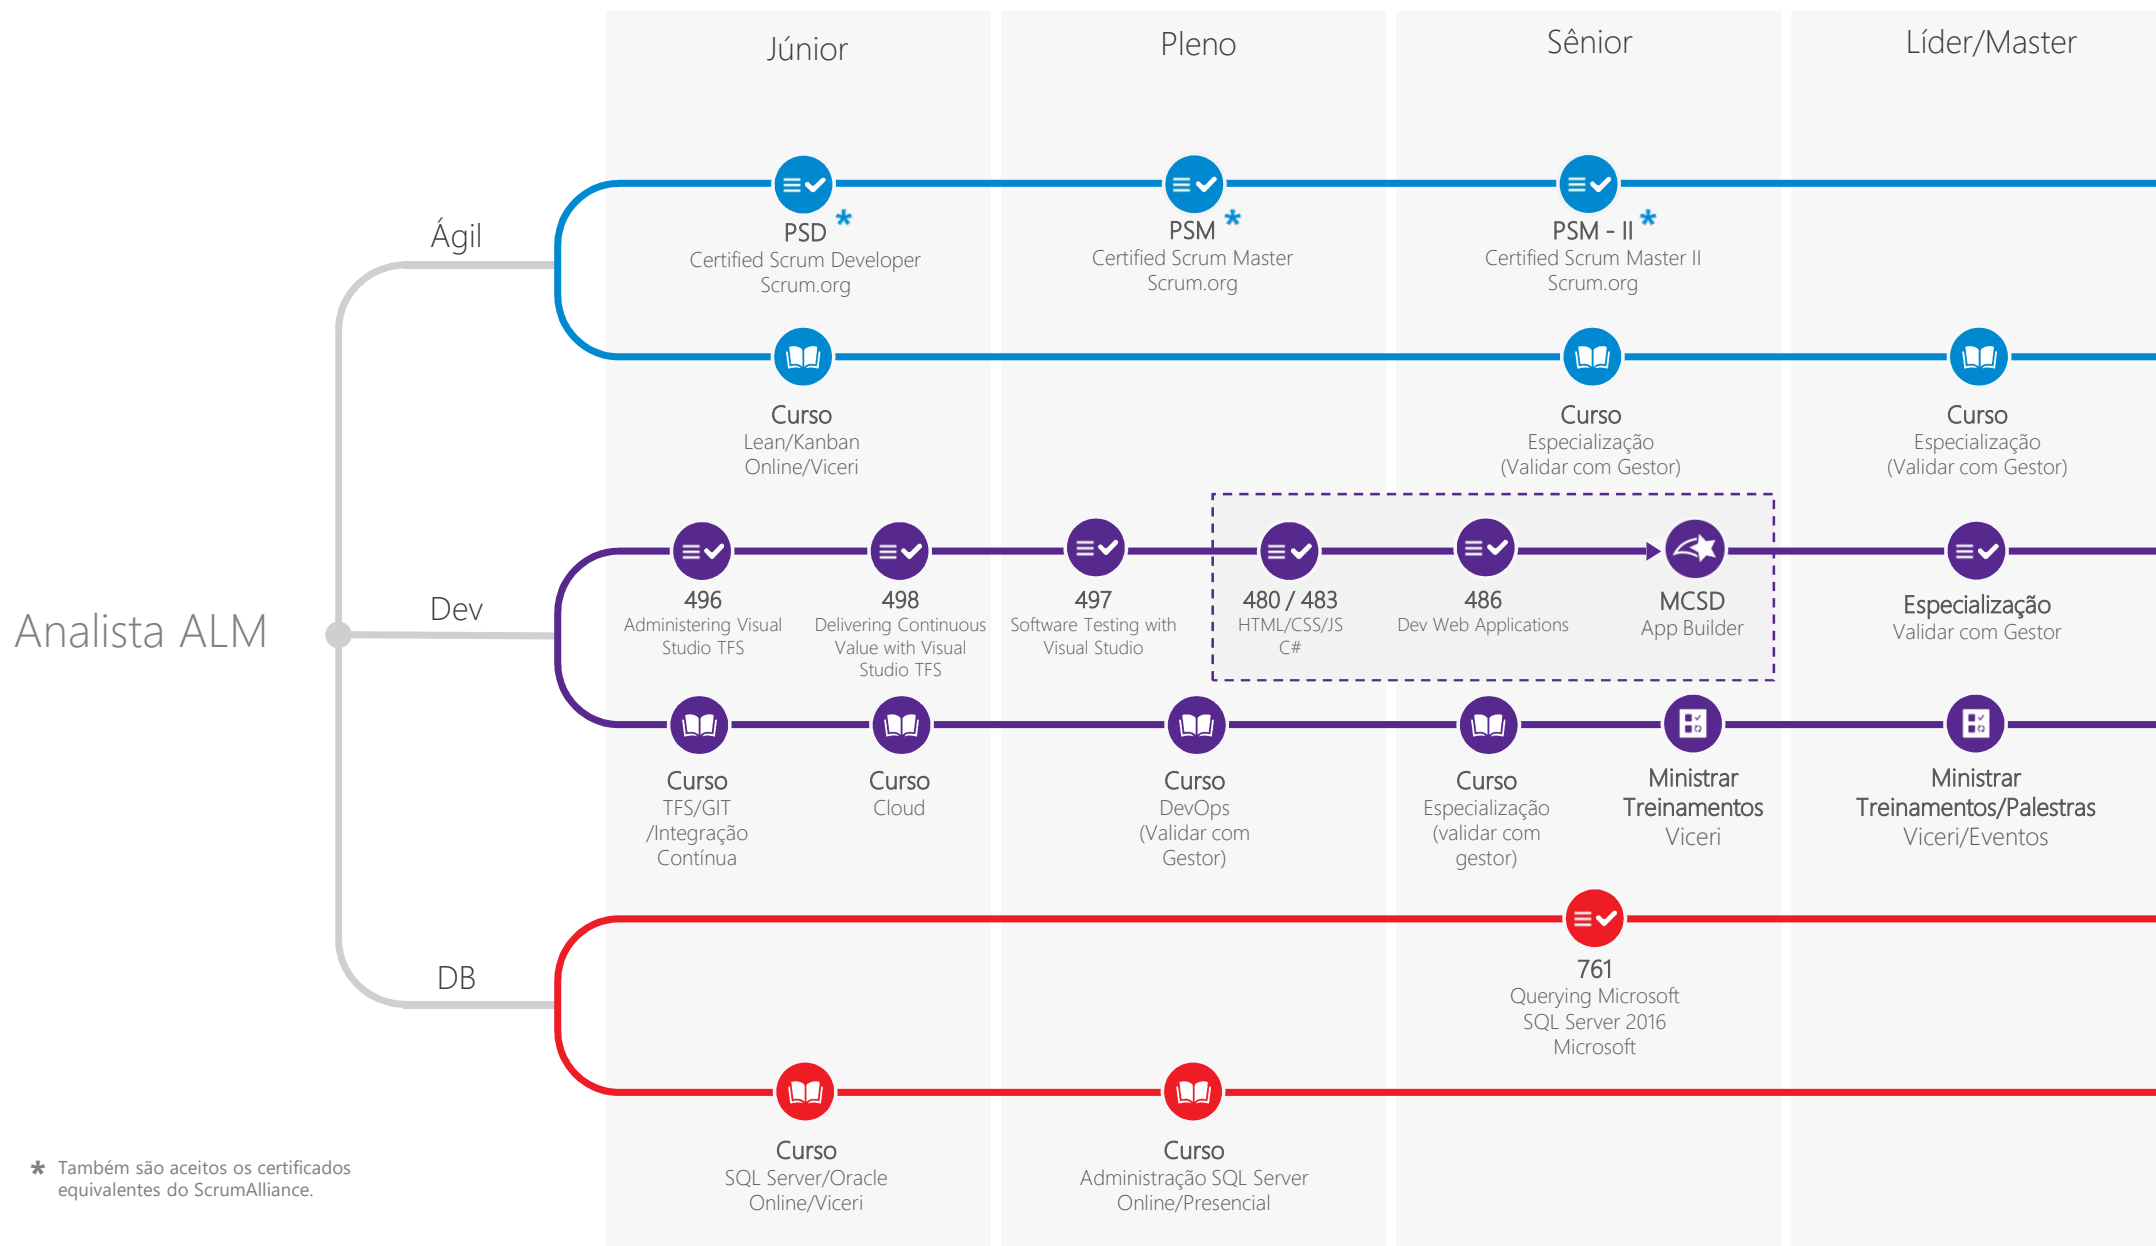 Júnior
Pleno
Sênior
Líder/Master
Analista ALM
Ágil
PSD *
Certified Scrum Developer
Scrum.org
PSM *
Certified Scrum Master
Scrum.org
PSM - II *
Certified Scrum Master II
Scrum.org
Curso
Lean/Kanban
Online/Viceri
Curso
Especialização
(Validar com Gestor)
Curso
Especialização
(Validar com Gestor)
Dev
496
Administering Visual
Studio TFS
498
Delivering Continuous
Value with Visual
Studio TFS
497
Software Testing with
Visual Studio
480 / 483
HTML/CSS/JS
C#
486
Dev Web Applications
MCSD
App Builder
Especialização
Validar com Gestor
Curso
TFS/GIT
/Integração
Contínua
Curso
Cloud
Curso
DevOps
(Validar com
Gestor)
Curso
Especialização
(validar com
gestor)
Ministrar
Treinamentos
Viceri
Ministrar
Treinamentos/Palestras
Viceri/Eventos
DB
761
Querying Microsoft
SQL Server 2016
Microsoft
Curso
SQL Server/Oracle
Online/Viceri
Curso
Administração SQL Server
Online/Presencial
* Também são aceitos os certificados
equivalentes do ScrumAlliance.